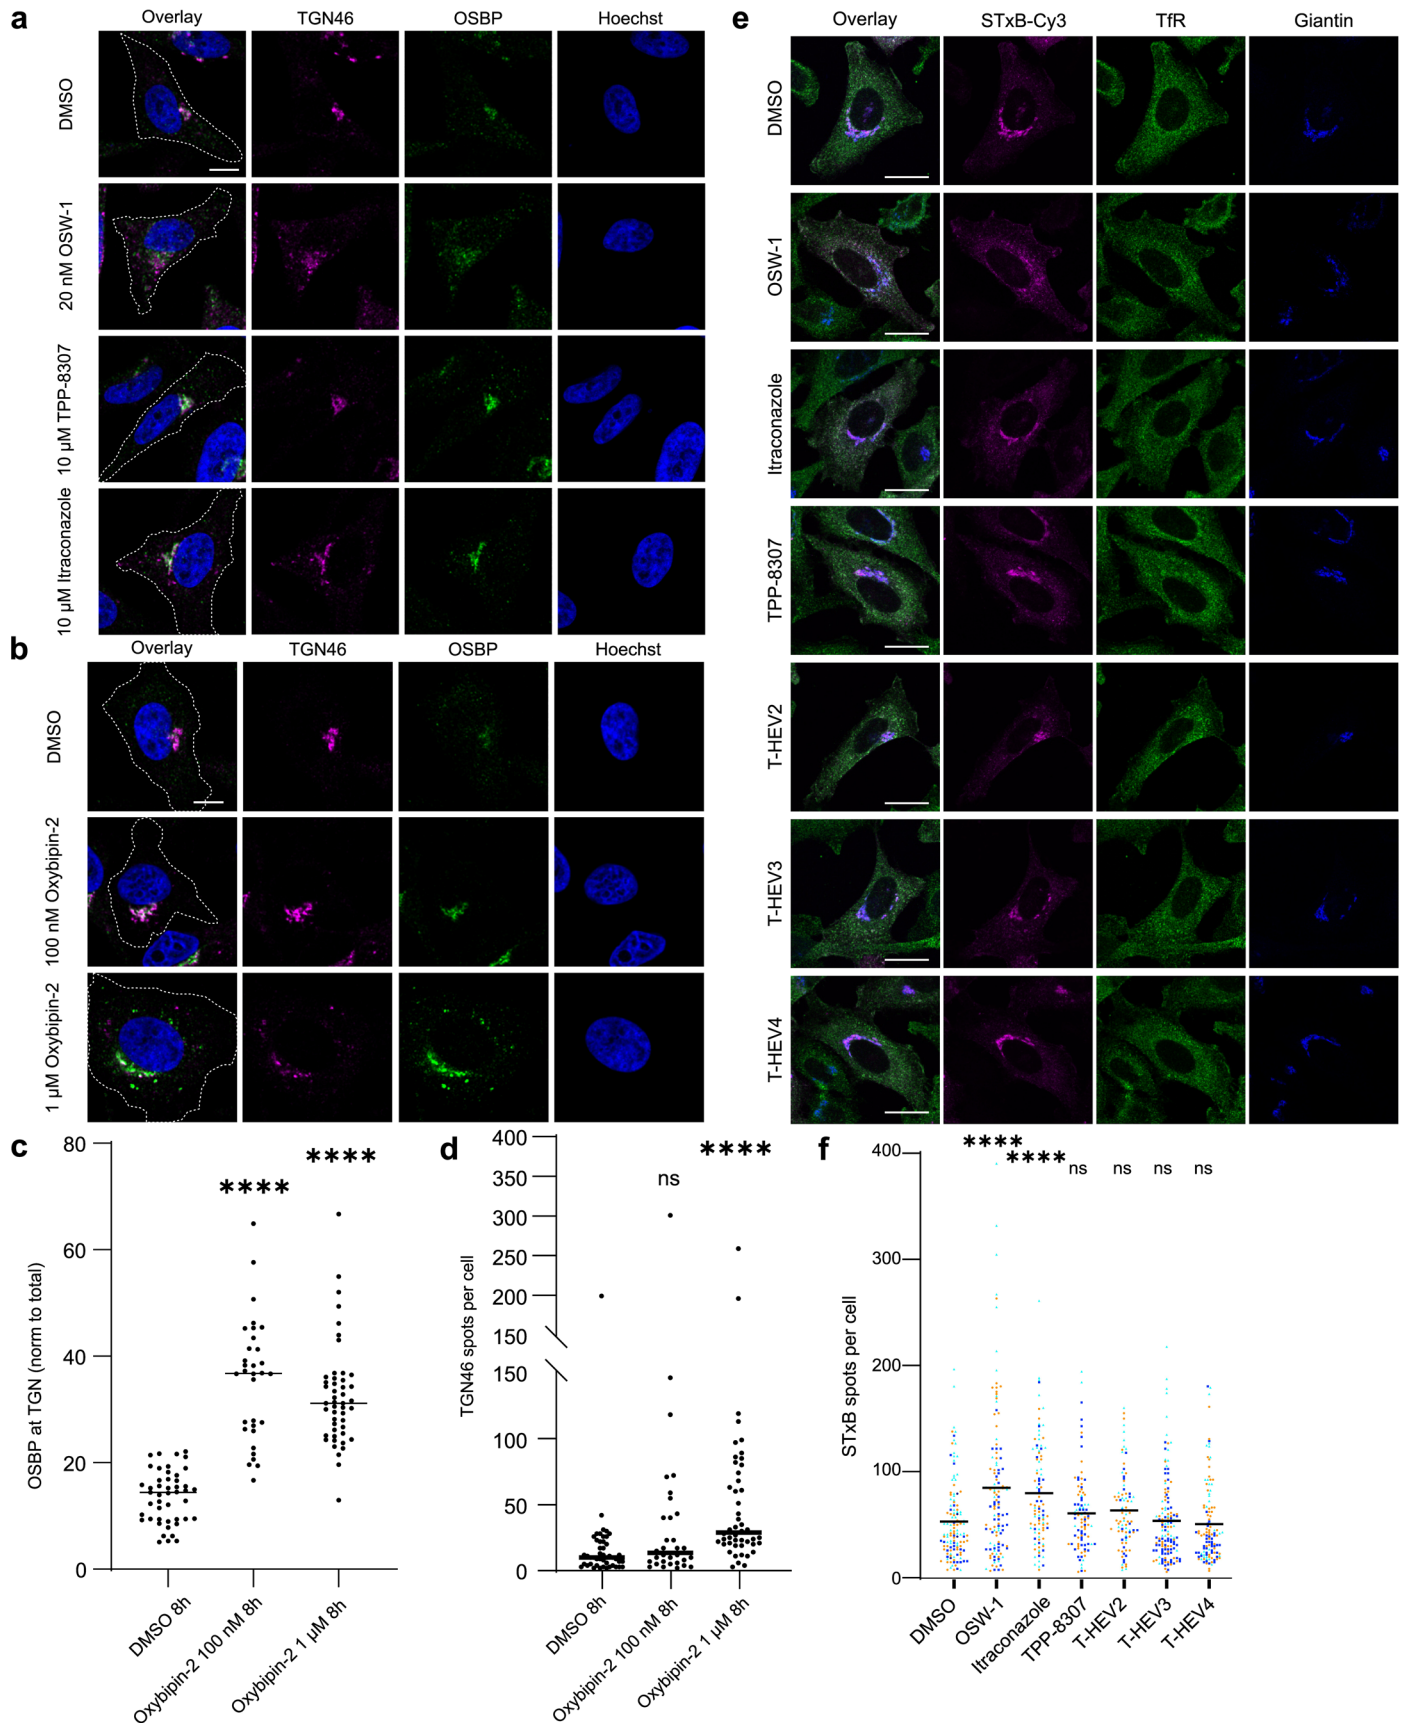 a
Overlay TGN46 OSBP Hoechst
DMSO
20 nM OSW-1
10 µM TPP-8307
10 µM Itraconazole
b
Overlay TGN46 OSBP Hoechst
DMSO
100 nM Oxybipin-2
1 µM Oxybipin-2
e
Overlay STxB-Cy3 TfR Giantin
DMSO
OSW-1
Itraconazole
TPP-8307
T-HEV2
T-HEV3
T-HEV4
c
OSBP at TGN (norm to total)
80
60
40
20
0
**** ****
DMSO 8h
Oxybipin-2 100 nM 8h
Oxybipin-2 1 µM 8h
d
TGN46 spots per cell
400
350
300
250
200
150
150
100
50
0
ns ****
DMSO 8h
Oxybipin-2 100 nM 8h
Oxybipin-2 1 µM 8h
f
STxB spots per cell
400
300
200
100
0
**** **** ns ns ns ns
DMSO
OSW-1
Itraconazole
TPP-8307
T-HEV2
T-HEV3
T-HEV4